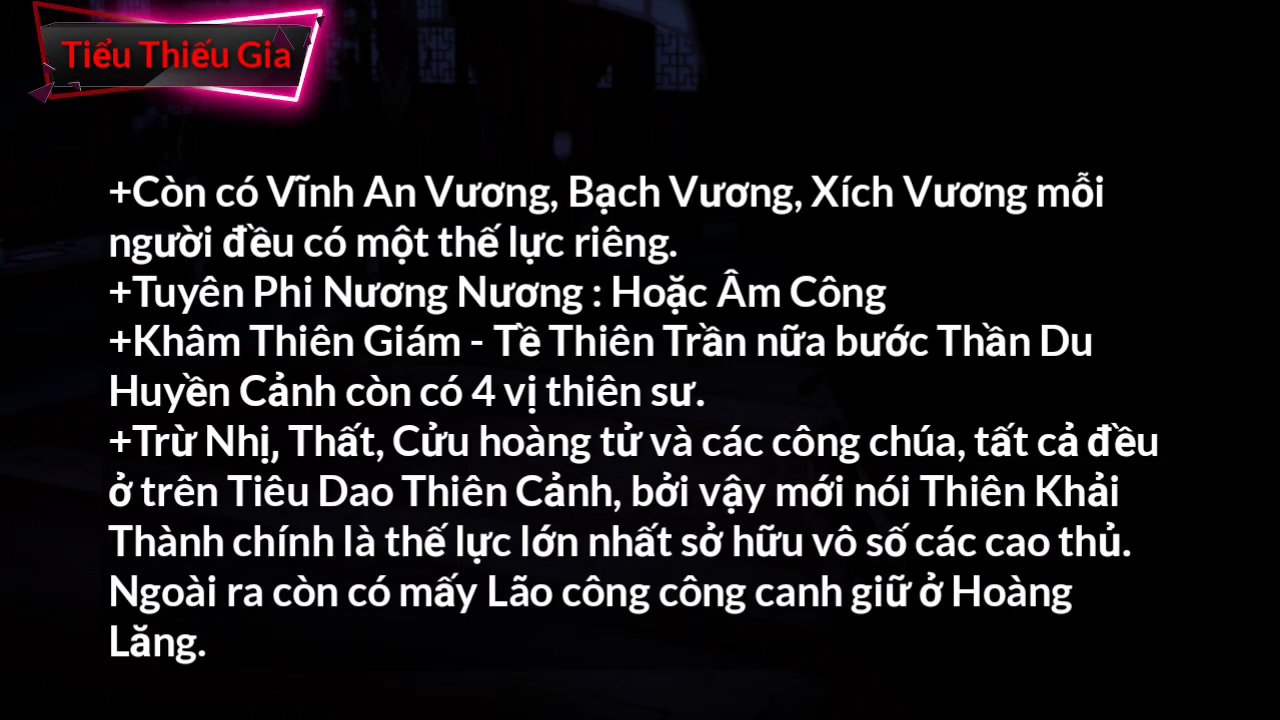 Tiểu Thiếu Gia
+Còn có Vĩnh An Vương, Bạch Vương, Xích Vương mỗi
người đều có một thế lực riêng.
+Tuyên Phi Nương Nương : Hoặc Âm Công
+Khâm Thiên Giám - Tề Thiên Trần nữa bước Thần Du
Huyền Cảnh còn có 4 vị thiên sư.
+Trừ Nhị, Thất, Cửu hoàng tử và các công chúa, tất cả đều
ở trên Tiêu Dao Thiên Cảnh, bởi vậy mới nói Thiên Khải
Thành chính là thế lực lớn nhất sở hữu vô số các cao thủ.
Ngoài ra còn có mấy Lão công công canh giữ ở Hoàng
Lăng.